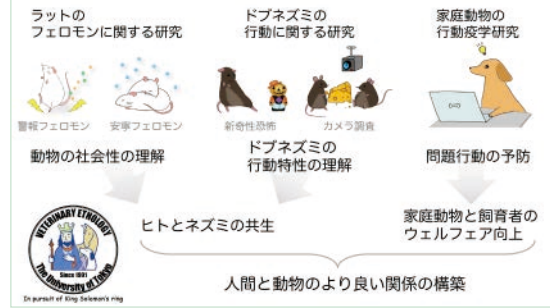 ラットの
フェロモンに関する研究
ドブネズミの
行動に関する研究
家庭動物の
行動疫学研究
警報フェロモン
安寧フェロモン
新奇性恐怖
カメラ調査
動物の社会性の理解
ドブネズミの
行動特性の理解
問題行動の予防
ヒトとネズミの共生
家庭動物と飼育者の
ウェルフェア向上
VETERINARY ETHOLOGY
Since 1891
The University of Tokyo
In pursuit of King Solomon's ring
人間と動物のより良い関係の構築